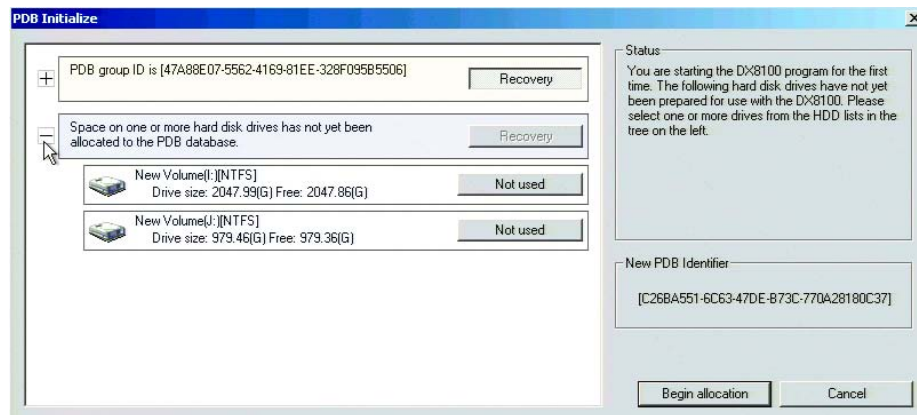 PDB Initialize
PDB group ID is [47A88E07-5562-4169-81EE-328F095B5506]
Recovery
Space on one or more hard disk drives has not yet been
allocated to the PDB database.
Recovery
New Volume(I:)[NTFS]
Drive size: 2047.99(G) Free: 2047.86(G)
Not used
New Volume(J:)[NTFS]
Drive size: 979.46(G) Free: 979.36(G)
Not used
Status
You are starting the DX8100 program for the first
time. The following hard disk drives have not yet
been prepared for use with the DX8100. Please
select one or more drives from the HDD lists in the
tree on the left.
New PDB Identifier
[C26BA551-6C63-47DE-B73C-770A28180C37]
Begin allocation
Cancel